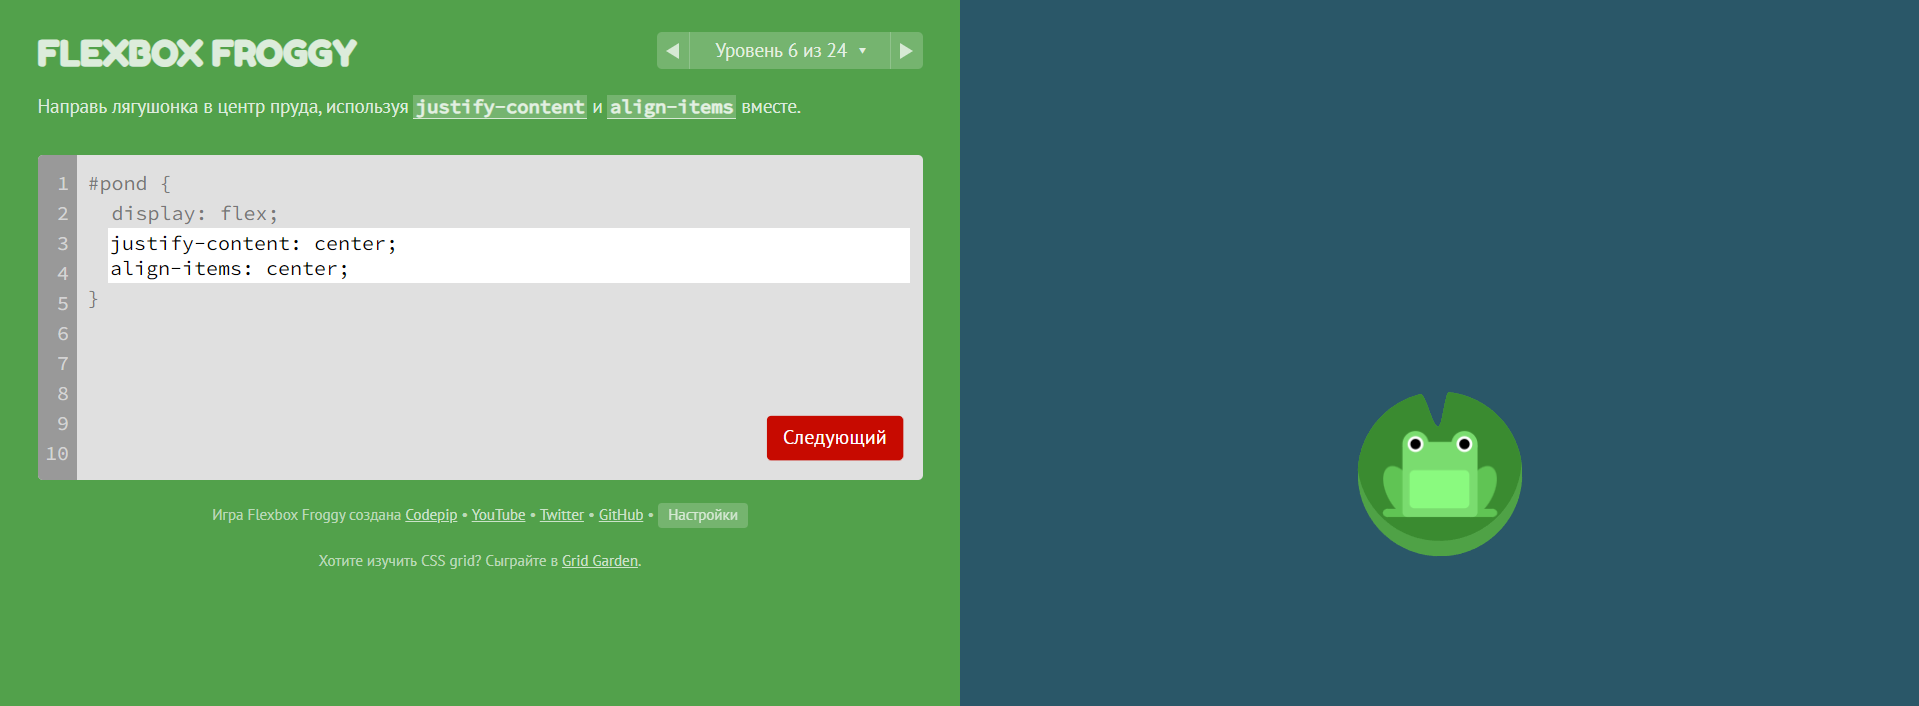 FLEXBOX FROGGY
◀ Уровень 6 из 24 ▼ ▶
Направь лягушонка в центр пруда, используя justify-content и align-items вместе.
1 #pond {
2 display: flex;
3 justify-content: center;
4 align-items: center;
5 }
6
7
8
9
10
Следующий
Игра Flexbox Froggy создана Codepip • YouTube • Twitter • GitHub • Настройки
Хотите изучить CSS grid? Сыграйте в Grid Garden.